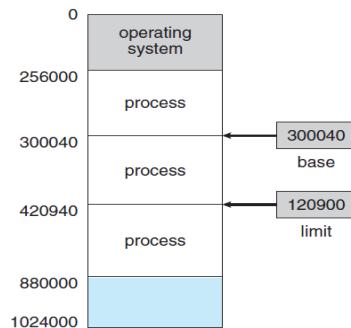 0
operating
system
256000
process
300040
300040
base
process
420940
120900
limit
process
880000
1024000